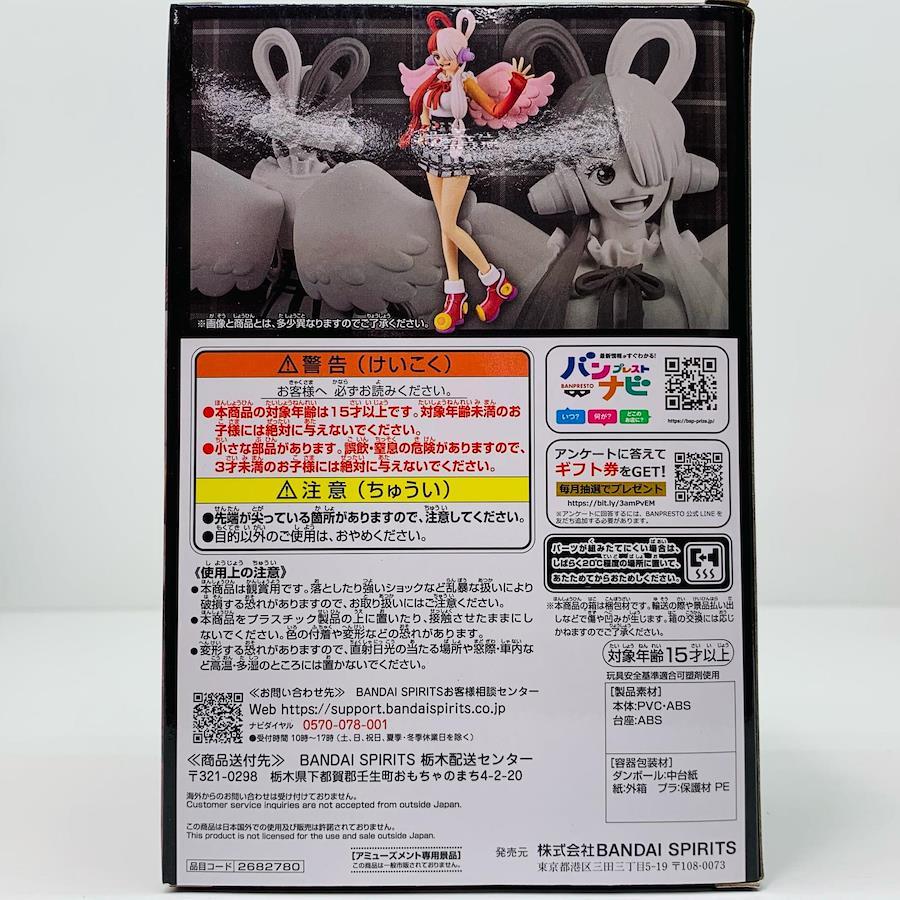 ※画像と商品とは、多少異なりますのでご了承ください。
⚠警告（けいこく）
お客様へ 必ずお読みください。
●本商品の対象年齢は15才以上です。対象年齢未満のお
子様には絶対に与えないでください。
●小さな部品があります。誤飲・窒息の危険がありますので、
3才未満のお子様には絶対に与えないでください。
⚠注意（ちゅうい）
●先端が尖っている箇所がありますので、注意してください。
●目的以外のご使用は、おやめください。
《使用上の注意》
●本商品は観賞用です。落としたり強いショックなど乱暴な扱いにより
破損する恐れがありますので、お取り扱いにはご注意ください。
●本商品をプラスチック製品の上に置いたり、接触させたままに
しないでください。色の付着や変形などの恐れがあります。
●変形する恐れがありますので、直射日光の当たる場所や窓際・車内な
ど高温・多湿のところには置かないでください。
≪お問い合わせ先≫ BANDAI SPIRITSお客様相談センター
Web https://support.bandaispirits.co.jp
ナビダイヤル 0570-078-001
●受付時間 10時〜17時（土、日、祝日、夏季・冬季休業日を除く）
≪商品送付先≫ BANDAI SPIRITS 栃木配送センター
〒321-0298 栃木県下都賀郡壬生町おもちゃのまち4-2-20
海外からのお問い合わせは受け付けておりません。
Customer service inquiries are not accepted from outside Japan.
この商品は日本国外での使用及び販売は許諾されておりません。
This product is not licensed for the use and sale outside Japan.
品目コード 2682780
[アミューズメント専用景品]
この商品は一般市販されておりません。
最新情報がすぐわかる!
バンプレストナビ
BANPRESTO
いつ?
何が?
どこのお店に?
https://bsp-prize.jp/
アンケートに答えて
ギフト券をGET!
毎月抽選でプレゼント
https://bit.ly/3amPvEM
※アンケートに回答するには、BANPRESTO 公式 LINE を
友だち追加する必要があります。
パーツが組みたてにくい場合は、
しばらく20℃程度の場所に置いて、
あたためてからおためしください。
※本商品の箱は梱包材です。輸送の際や景品払い出
しなどで傷や凹みが生じます。箱の交換には応じ
かねますのでご了承ください。
対象年齢15才以上
玩具安全基準適合可塑剤使用
[製品素材]
本体:PVC・ABS
台座:ABS
[容器包装材]
ダンボール:中台紙
紙:外箱 プラ:保護材 PE
発売元 株式会社BANDAI SPIRITS
東京都港区三田三丁目5-19 〒108-0073